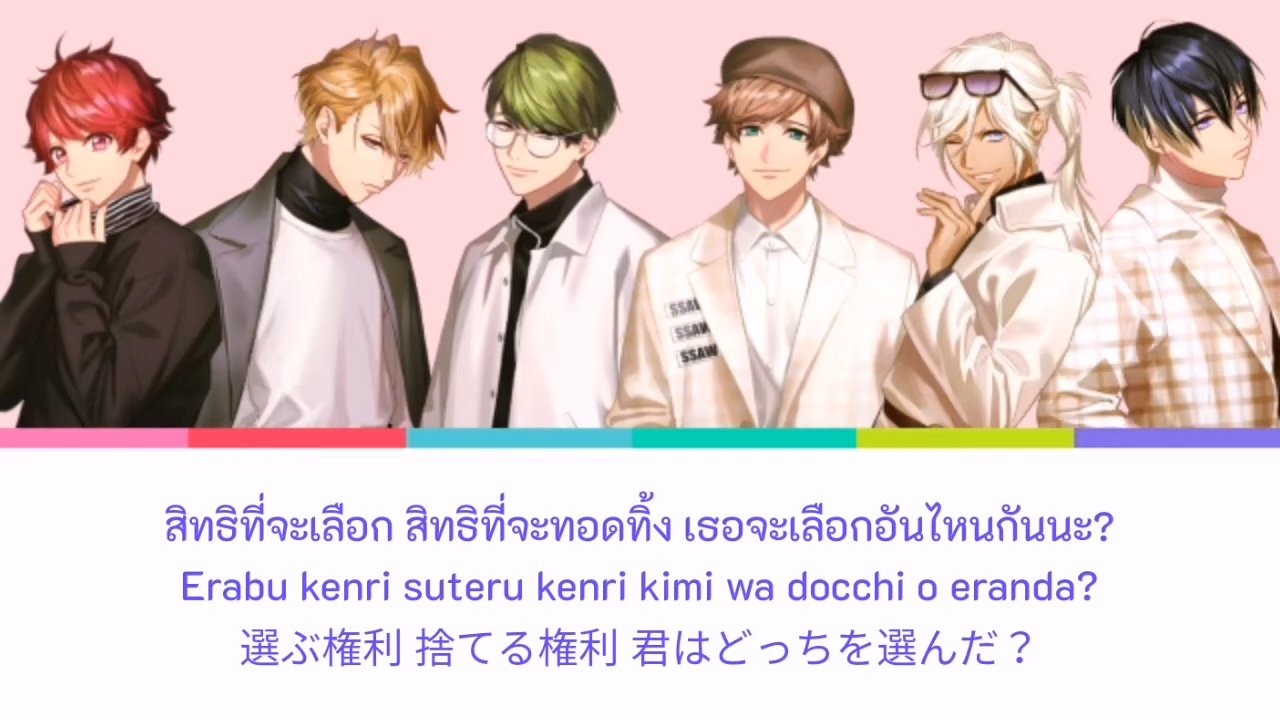 SSAW
SSAW
SSAW
สิทธิที่จะเลือก สิทธิที่จะทอดทิ้ง เธอจะเลือกอันไหนกันนะ?
Erabu kenri suteru kenri kimi wa docchi o eranda?
選ぶ権利 捨てる権利 君はどっちを選んだ？